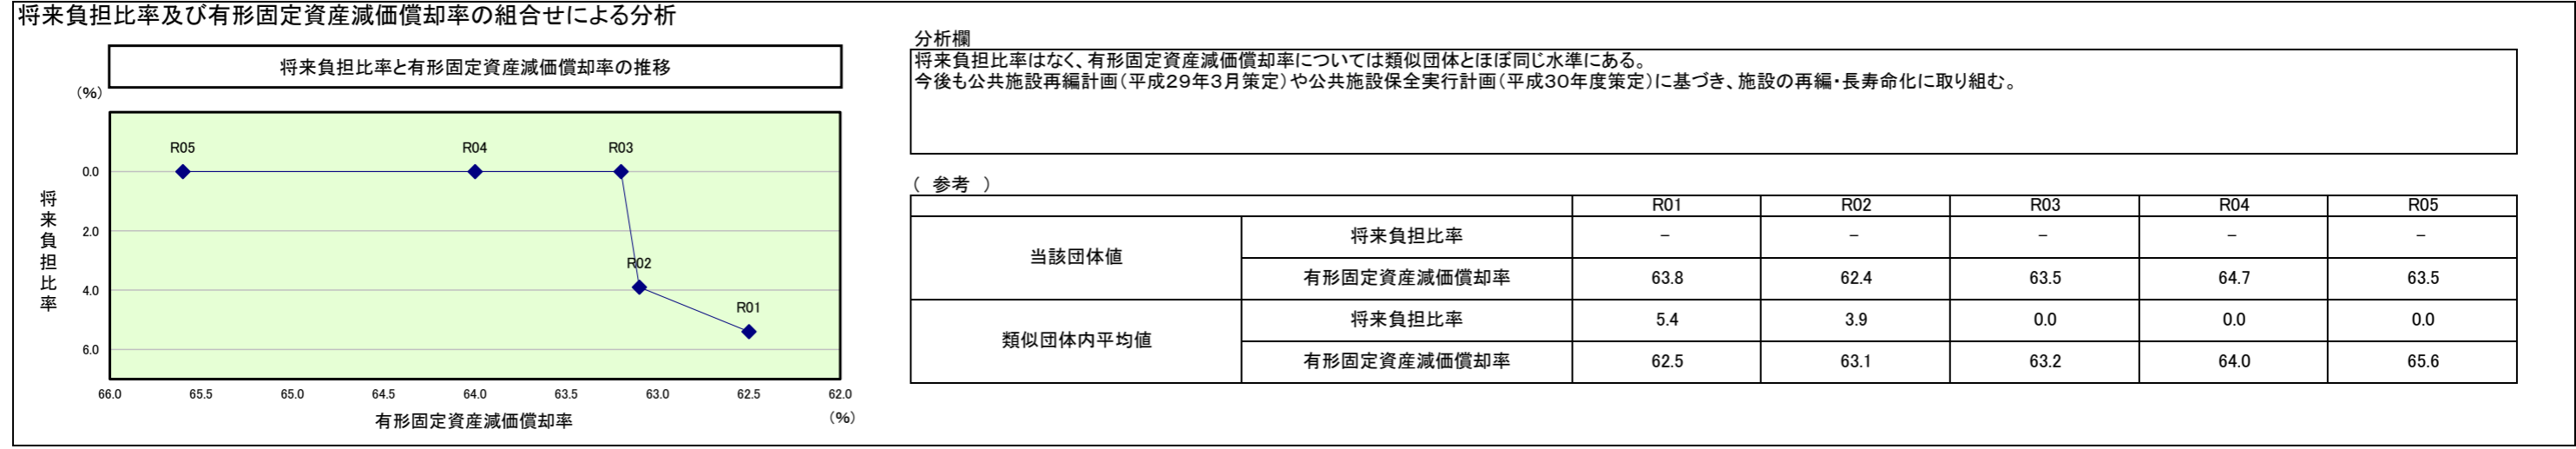 将来負担比率及び有形固定資産減価償却率の組合せによる分析
将来負担比率と有形固定資産減価償却率の推移
(%)
R05
R04
R03
0.0
2.0
R02
4.0
R01
6.0
将来負担比率
66.0 65.5 65.0 64.5 64.0 63.5 63.0 62.5 62.0
有形固定資産減価償却率
(%)
分析欄
将来負担比率はなく、有形固定資産減価償却率については類似団体とほぼ同じ水準にある。
今後も公共施設再編計画(平成29年3月策定)や公共施設保全実行計画(平成30年度策定)に基づき、施設の再編・長寿命化に取り組む。
( 参考 )
R01 R02 R03 R04 R05
当該団体値
将来負担比率 － － － － －
有形固定資産減価償却率 63.8 62.4 63.5 64.7 63.5
類似団体内平均値
将来負担比率 5.4 3.9 0.0 0.0 0.0
有形固定資産減価償却率 62.5 63.1 63.2 64.0 65.6